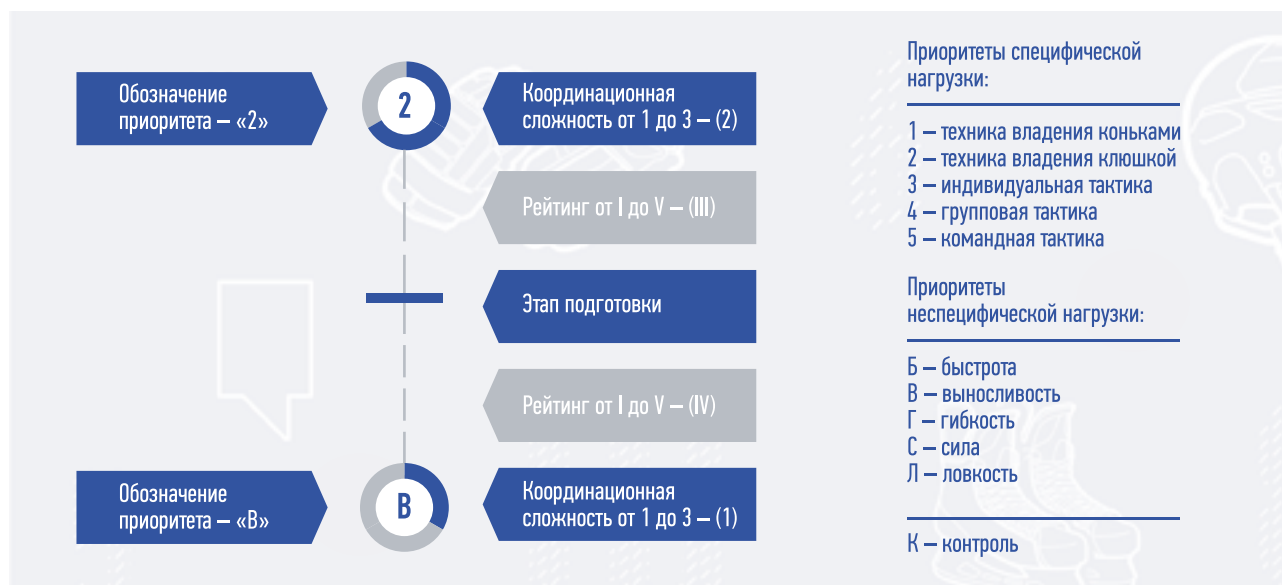 Обозначение
приоритета – «2»
2
Координационная
сложность от 1 до 3 – (2)
Рейтинг от I до V – (III)
Этап подготовки
Рейтинг от I до V – (IV)
Обозначение
приоритета – «В»
В
Координационная
сложность от 1 до 3 – (1)
Приоритеты специфической
нагрузки:
1 – техника владения коньками
2 – техника владения клюшкой
3 – индивидуальная тактика
4 – групповая тактика
5 – командная тактика
Приоритеты
неспецифической нагрузки:
Б – быстрота
В – выносливость
Г – гибкость
С – сила
Л – ловкость
К – контроль